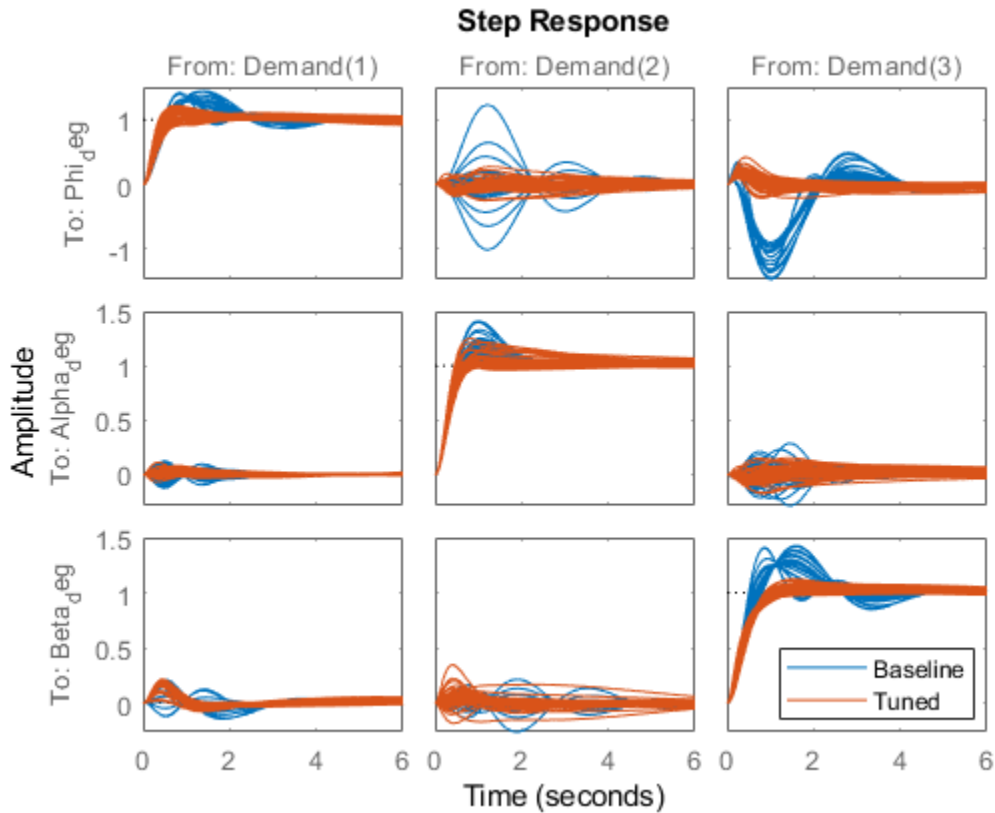 Step Response
From: Demand(1)
From: Demand(2)
From: Demand(3)
Amplitude
To: Phi_deg
1
0
-1
To: Alpha_deg
1.5
1
0.5
0
To: Beta_deg
1.5
1
0.5
0
Baseline
Tuned
0 2 4 6
0 2 4 6
0 2 4 6
Time (seconds)